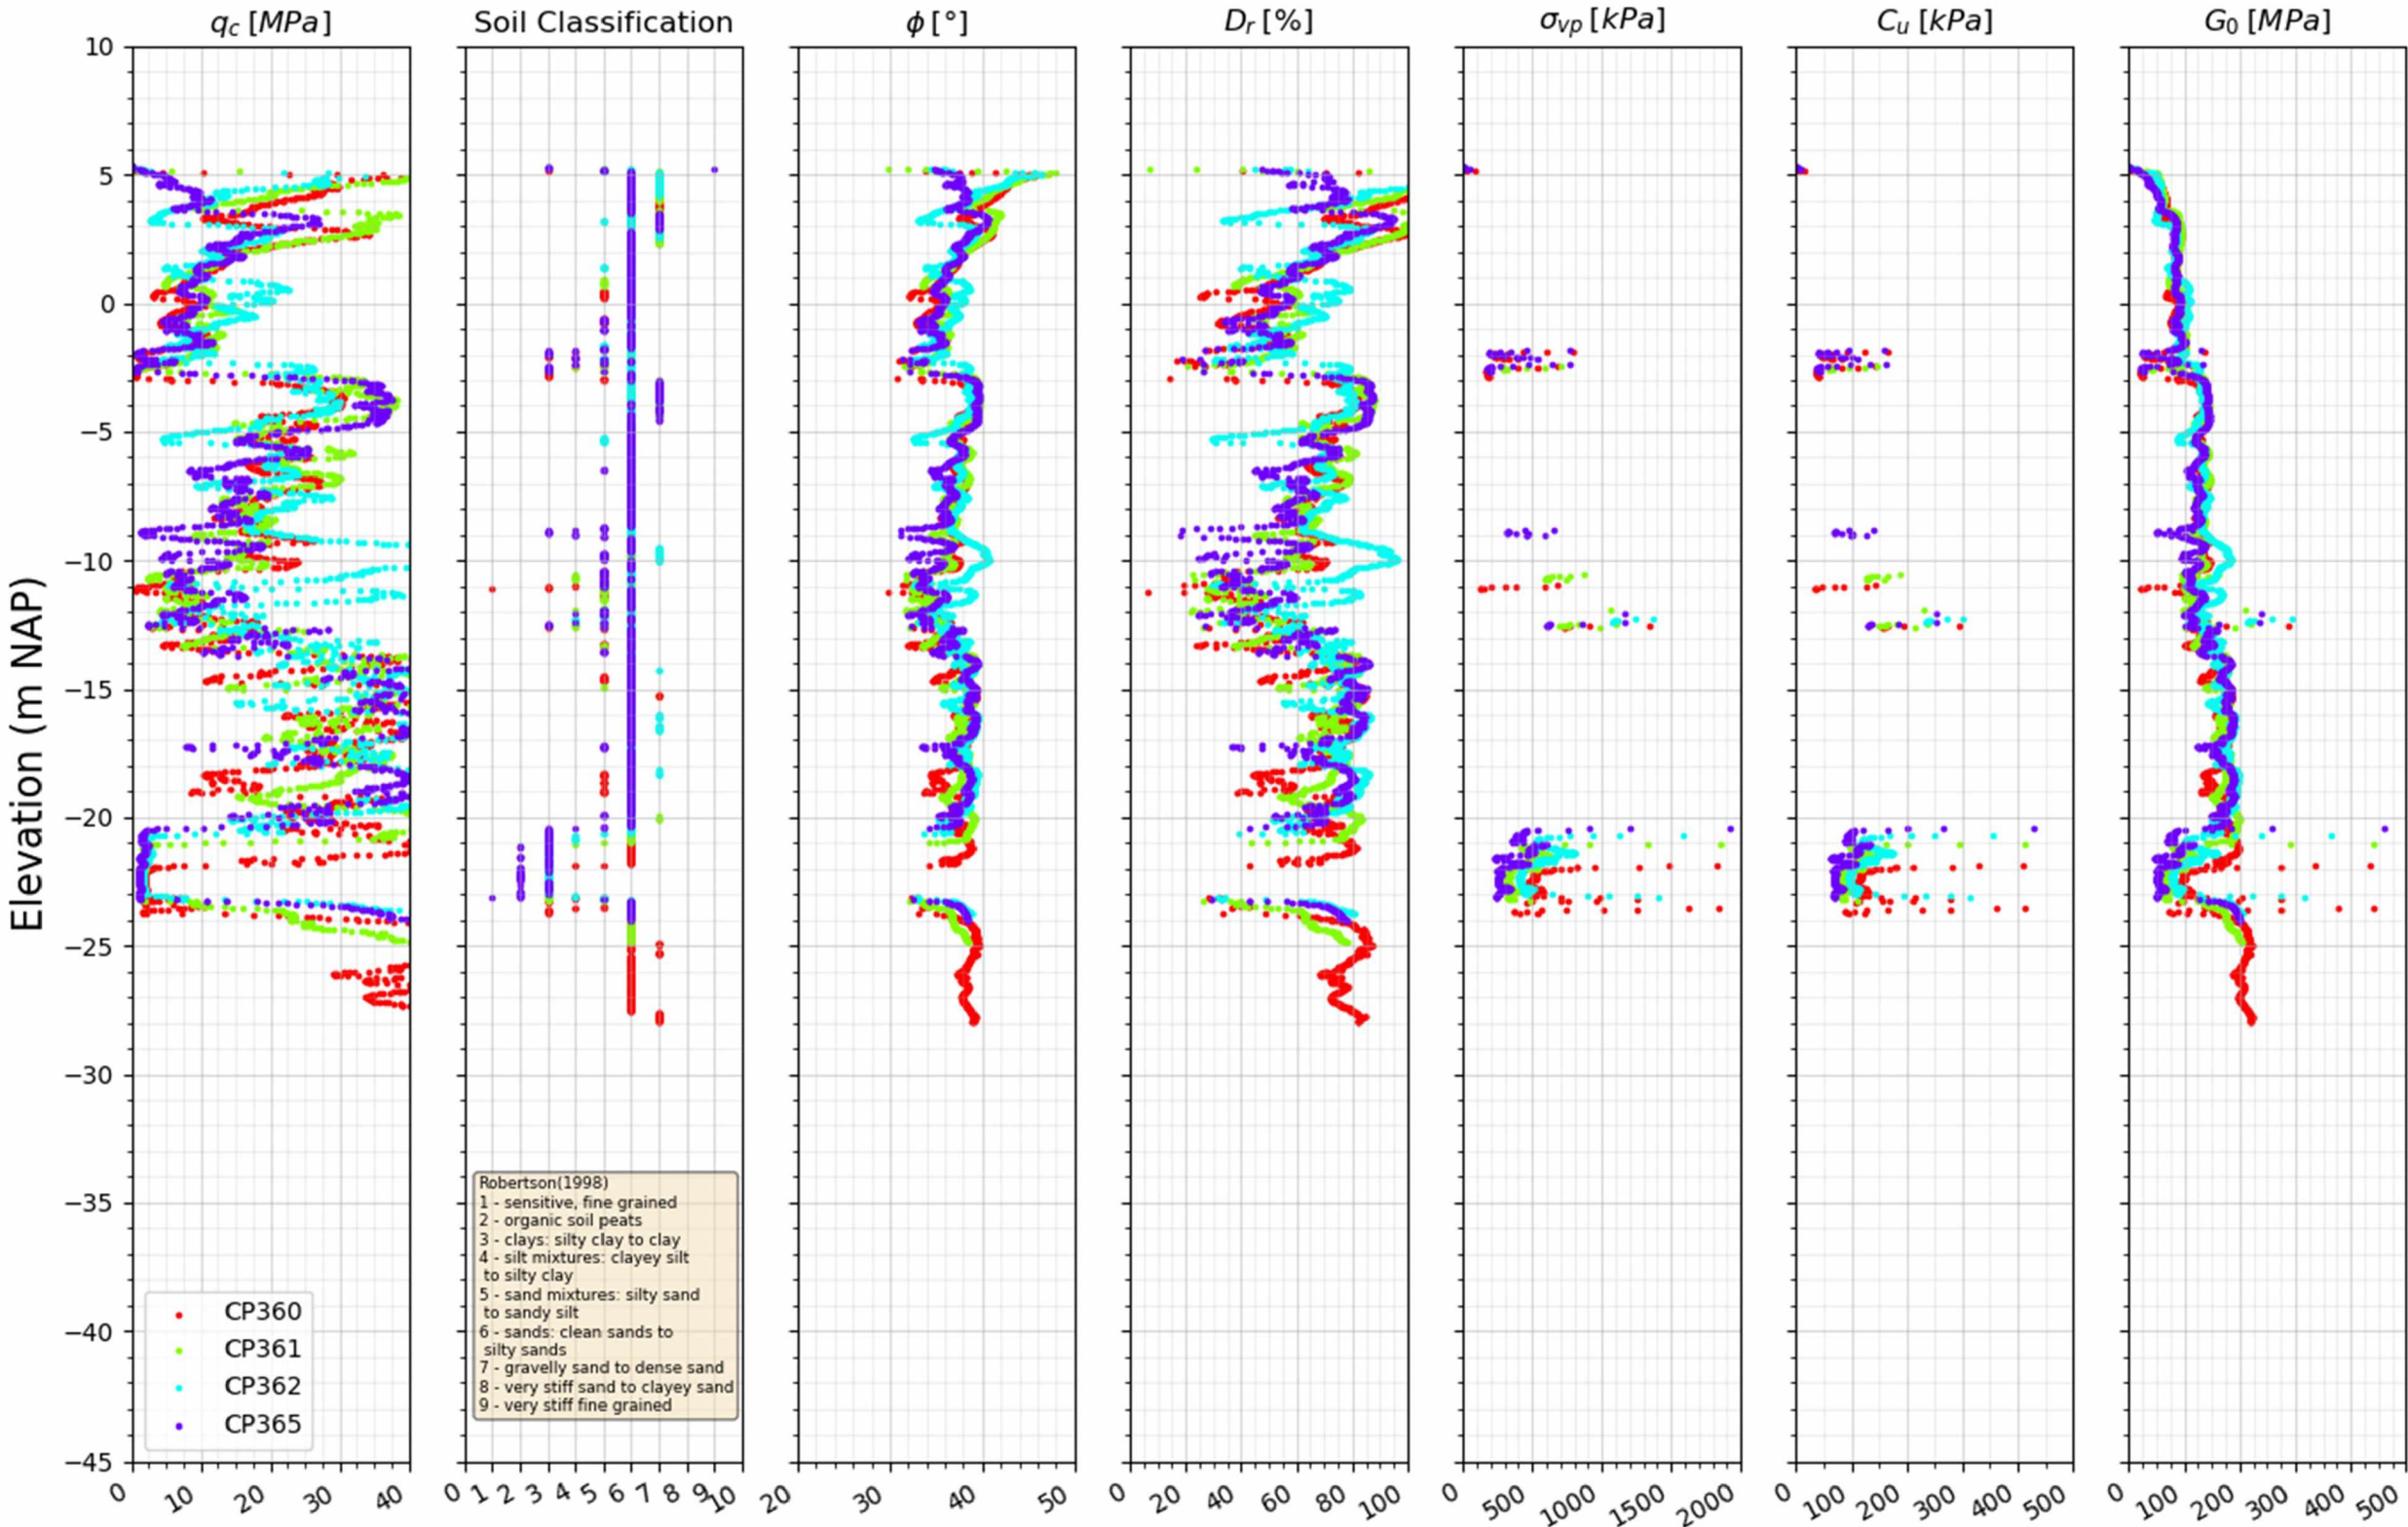 q_c [MPa]
Soil Classification
ϕ [°]
D_r [%]
σ_vp [kPa]
C_u [kPa]
G_0 [MPa]
Elevation (m NAP)
10
5
0
−5
−10
−15
−20
−25
−30
−35
−40
−45
Robertson(1998)
1 - sensitive, fine grained
2 - organic soil peats
3 - clays: silty clay to clay
4 - silt mixtures: clayey silt
to silty clay
5 - sand mixtures: silty sand
to sandy silt
6 - sands: clean sands to
silty sands
7 - gravelly sand to dense sand
8 - very stiff sand to clayey sand
9 - very stiff fine grained
CP360
CP361
CP362
CP365
0 10 20 30 40
0 1 2 3 4 5 6 7 8 9 10
20 30 40 50
0 20 40 60 80 100
0 500 1000 1500 2000
0 100 200 300 400 500
0 100 200 300 400 500